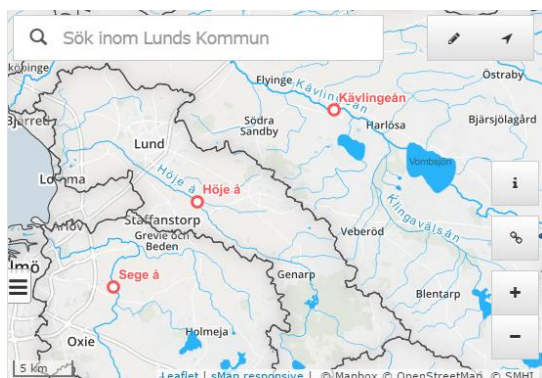 Sök inom Lunds Kommun
Östraby
Flyinge
Kävlingeån
Kävlingeån
Södra
Sandby
Harlösa
Bjärsjölagård
Lund
Vombsjön
Höje å
Höje å
Klingavälsån
Staffanstorp
Grevie och
Beden
Veberöd
Sege å
Genarp
Blentarp
Holmeja
Oxie
5 km
Leaflet | sMap responsive | © Mapbox © OpenStreetMap, © SMHI
i
+
−